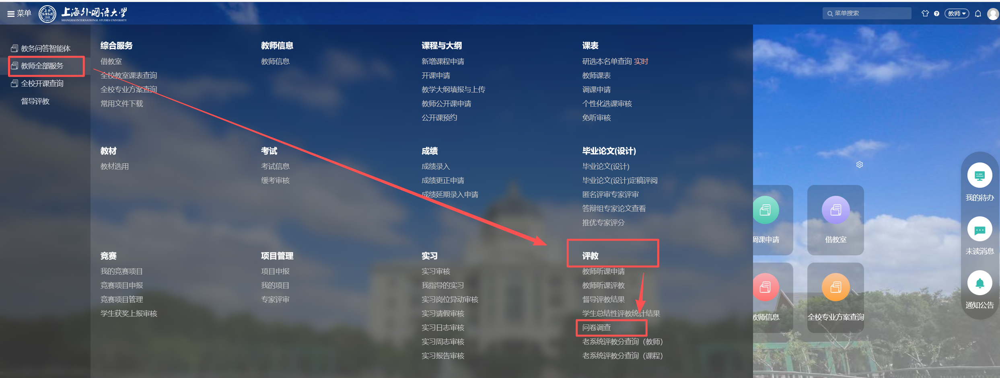 菜单
上海外国语大学
SHANGHAI INTERNATIONAL STUDIES UNIVERSITY
菜单搜索
教师
教务问答智能体
教师全部服务
全校开课查询
督导评教
综合服务
借教室
全校教室课表查询
全校专业方案查询
常用文件下载
教师信息
教师信息
课程与大纲
新增课程申请
开课申请
教学大纲填报与上传
教师公开课申请
公开课预约
课表
研选本名单查询 实时
教师课表
调课申请
个性化选课审核
免听审核
教材
教材选用
考试
考试信息
缓考审核
成绩
成绩录入
成绩更正申请
成绩延期录入申请
毕业论文(设计)
毕业论文(设计)
毕业论文(设计)定稿评阅
匿名评审专家评审
答辩组专家论文查看
推优专家评分
竞赛
我的竞赛项目
竞赛项目申报
竞赛项目管理
学生获奖上报审核
项目管理
项目申报
我的项目
专家评审
实习
实习审核
我指导的实习
实习岗位异动审核
实习请假审核
实习日志审核
实习周志审核
实习报告审核
评教
教师听课申请
教师听课评教
督导评教结果
学生总结性评教统计结果
问卷调查
老系统评教分查询（教师）
老系统评教分查询（课程）
调课申请
借教室
教师信息
全校专业方案查询
我的待办
未读消息
通知公告